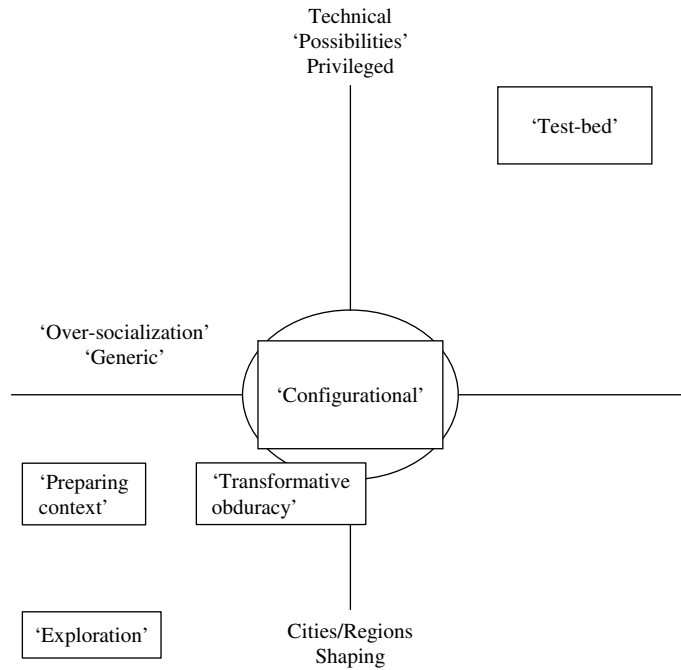 Technical
‘Possibilities’
Privileged
‘Test-bed’
‘Over-socialization’
‘Generic’
‘Configurational’
‘Preparing
context’
‘Transformative
obduracy’
‘Exploration’
Cities/Regions
Shaping